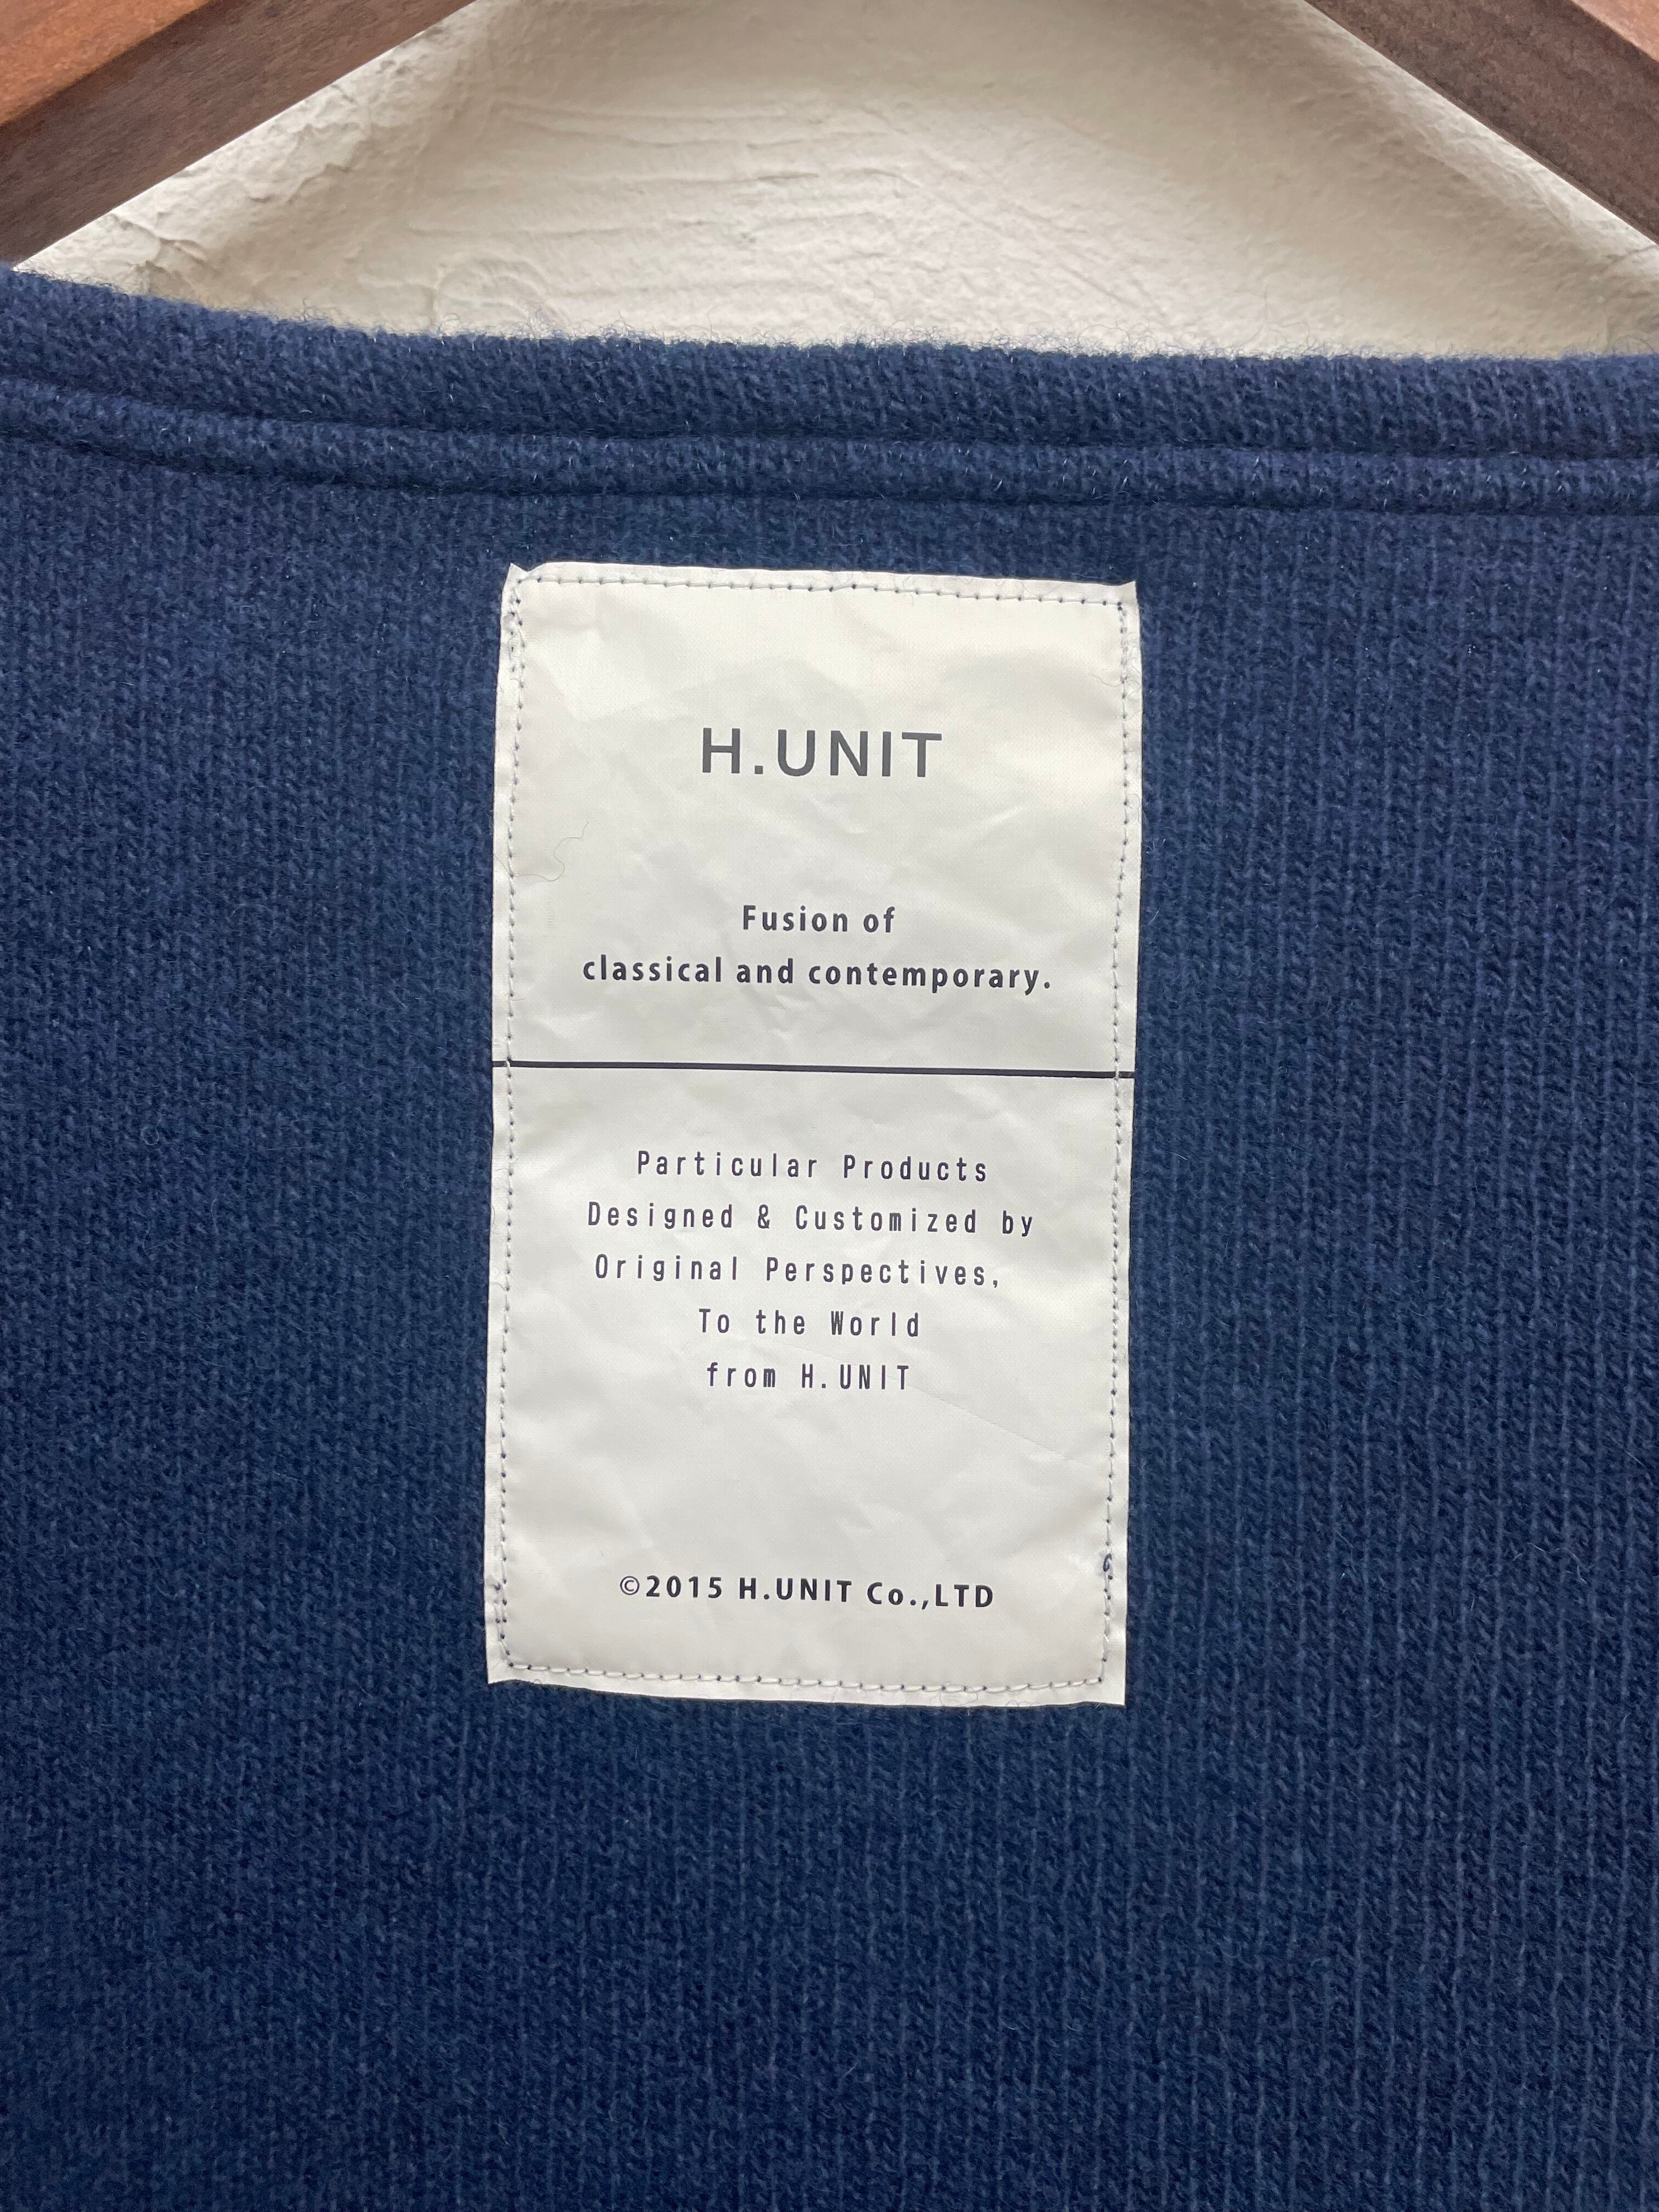 H.UNIT
Fusion of
classical and contemporary.
Particular Products
Designed & Customized by
Original Perspectives,
To the World
from H.UNIT
©2015 H.UNIT Co.,LTD